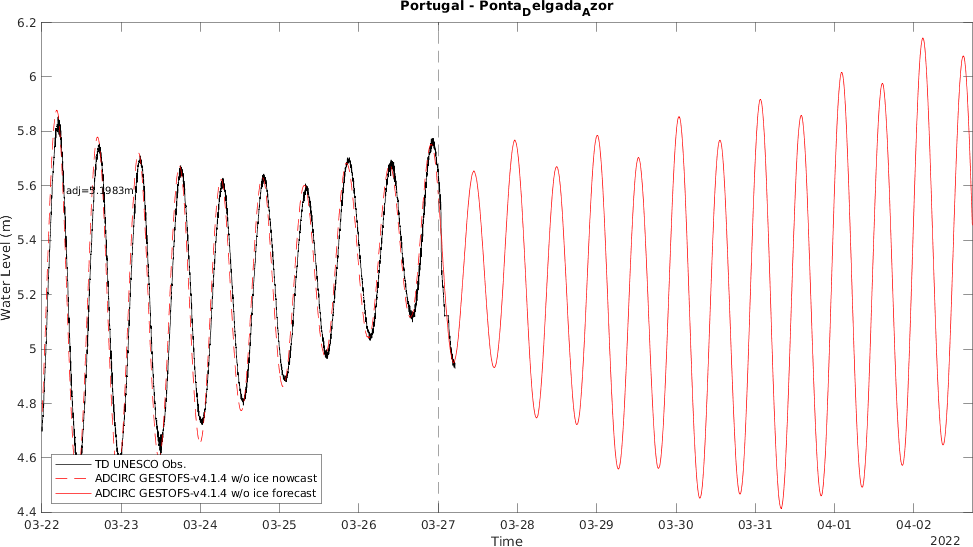 Portugal - PontaDelgadaAzor
6.2
6
5.8
5.6
5.4
5.2
5
4.8
4.6
4.4
Water Level (m)
adj=5.1983m
TD UNESCO Obs.
ADCIRC GESTOFS-v4.1.4 w/o ice nowcast
ADCIRC GESTOFS-v4.1.4 w/o ice forecast
03-22 03-23 03-24 03-25 03-26 03-27 03-28 03-29 03-30 03-31 04-01 04-02
Time
2022